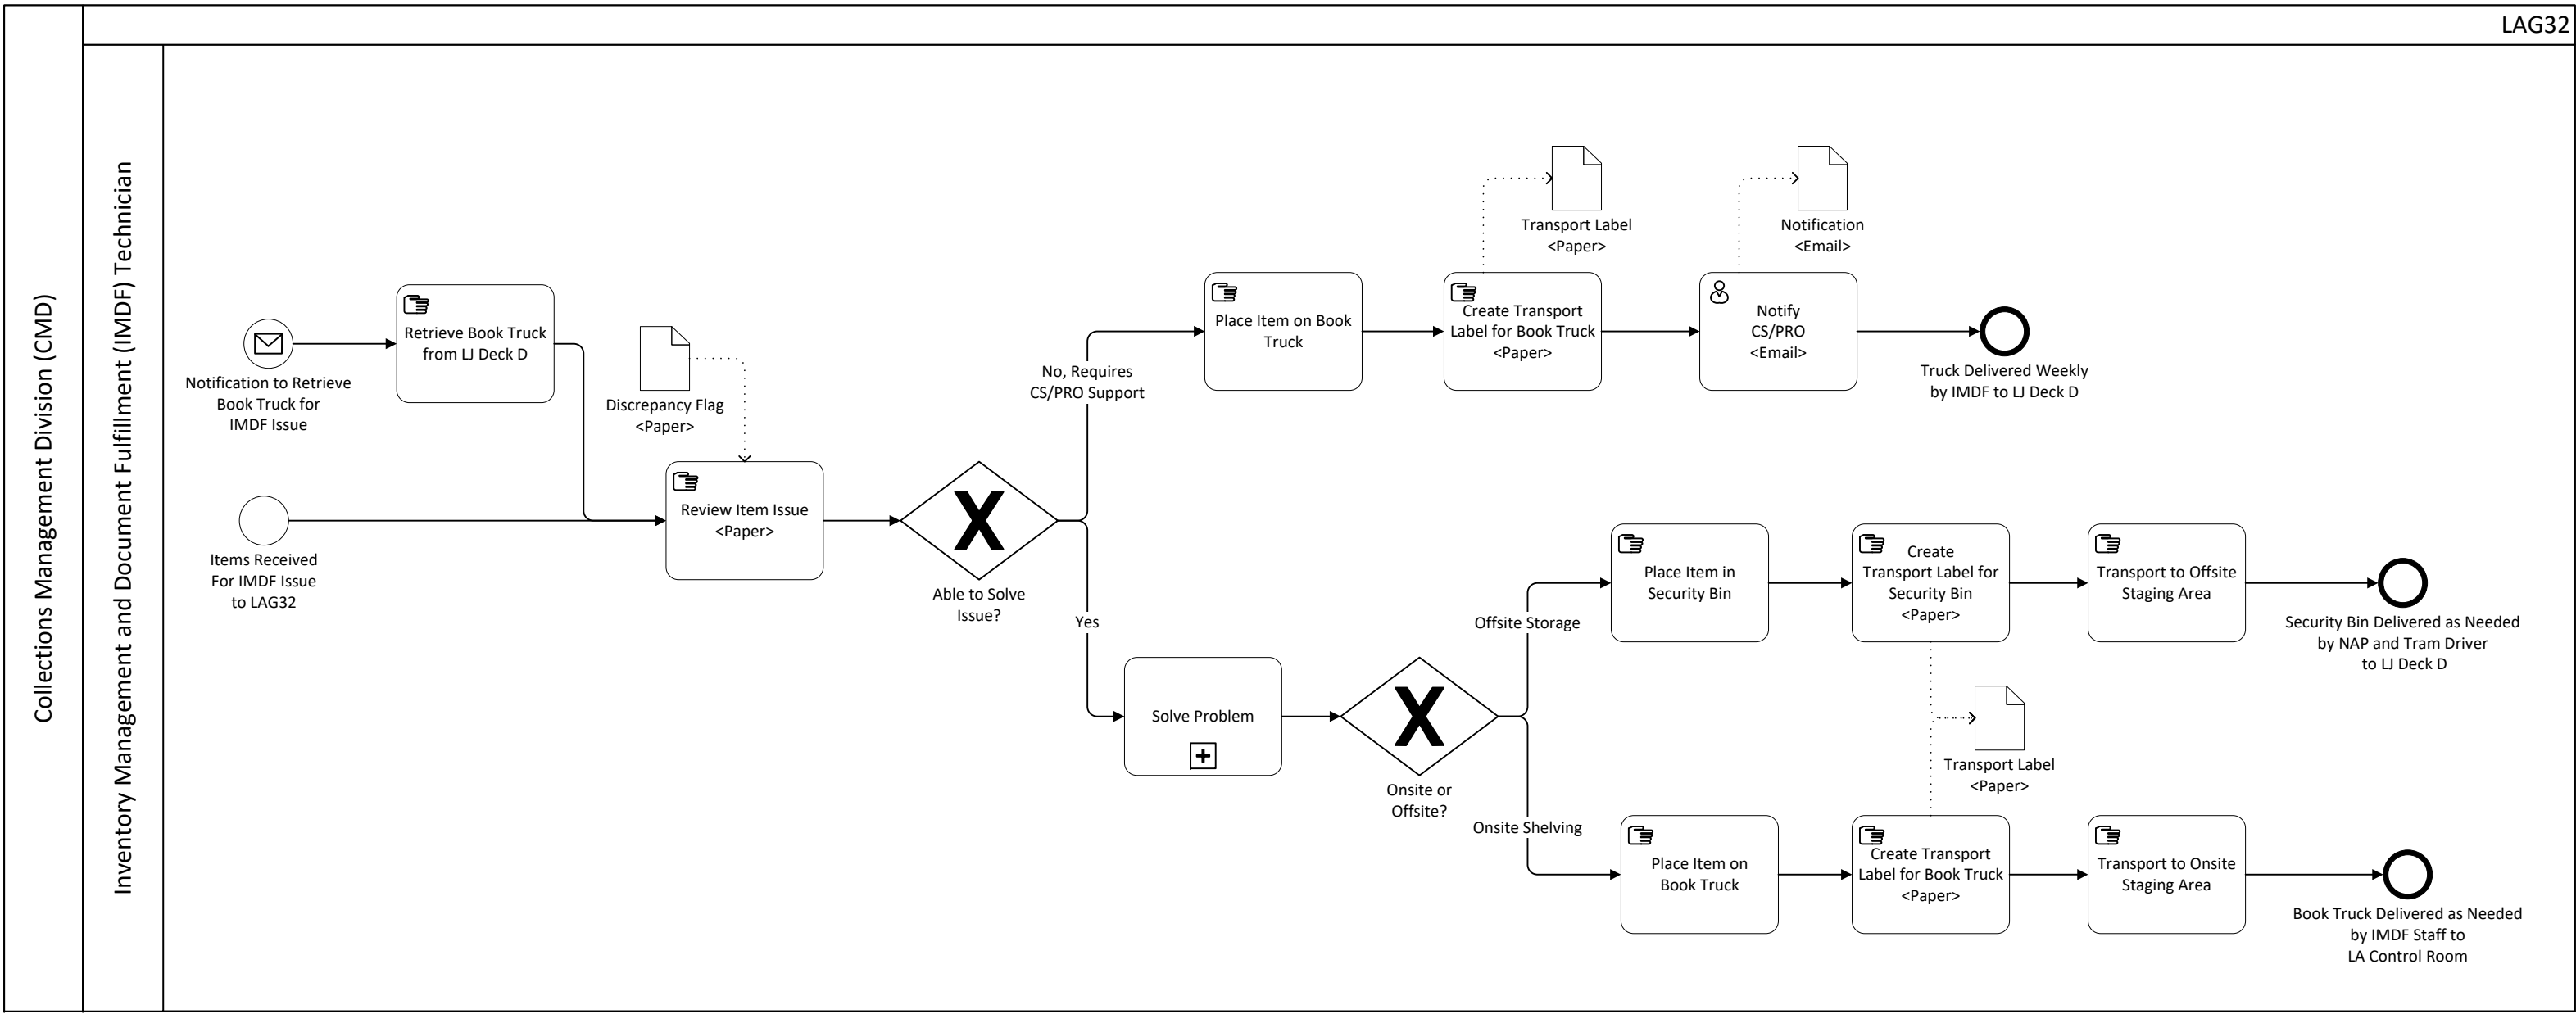 LAG32
Collections Management Division (CMD)
Inventory Management and Document Fulfillment (IMDF) Technician
Notification to Retrieve
Book Truck for
IMDF Issue
Retrieve Book Truck
from LJ Deck D
Items Received
For IMDF Issue
to LAG32
Discrepancy Flag
<Paper>
Review Item Issue
<Paper>
Able to Solve
Issue?
No, Requires
CS/PRO Support
Yes
Place Item on Book
Truck
Transport Label
<Paper>
Create Transport
Label for Book Truck
<Paper>
Notification
<Email>
Notify
CS/PRO
<Email>
Truck Delivered Weekly
by IMDF to LJ Deck D
Solve Problem
Onsite or
Offsite?
Offsite Storage
Onsite Shelving
Place Item in
Security Bin
Create
Transport Label for
Security Bin
<Paper>
Transport to Offsite
Staging Area
Security Bin Delivered as Needed
by NAP and Tram Driver
to LJ Deck D
Transport Label
<Paper>
Place Item on
Book Truck
Create Transport
Label for Book Truck
<Paper>
Transport to Onsite
Staging Area
Book Truck Delivered as Needed
by IMDF Staff to
LA Control Room